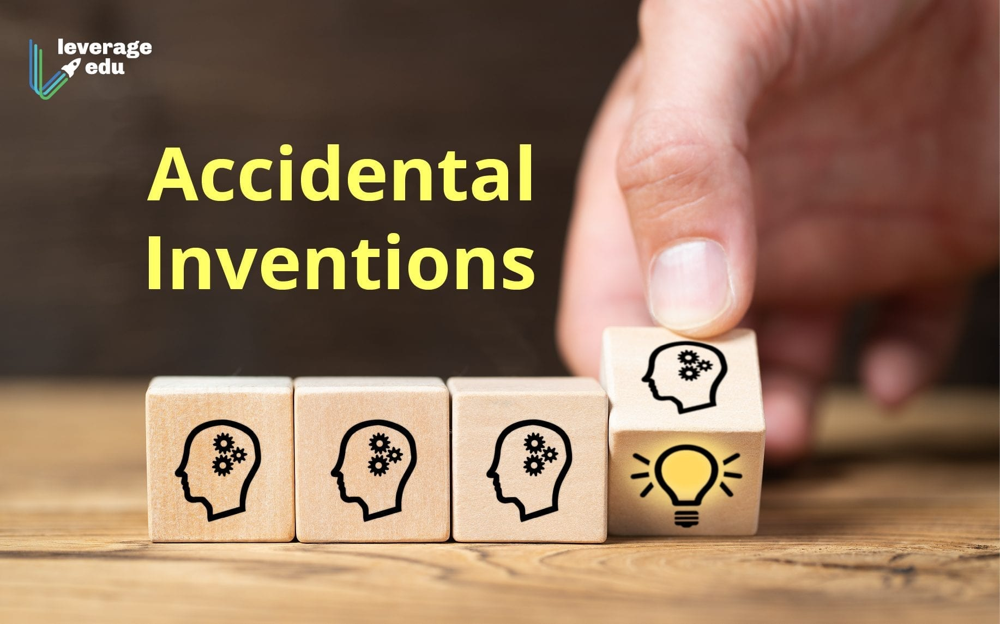 leverage
edu
Accidental
Inventions